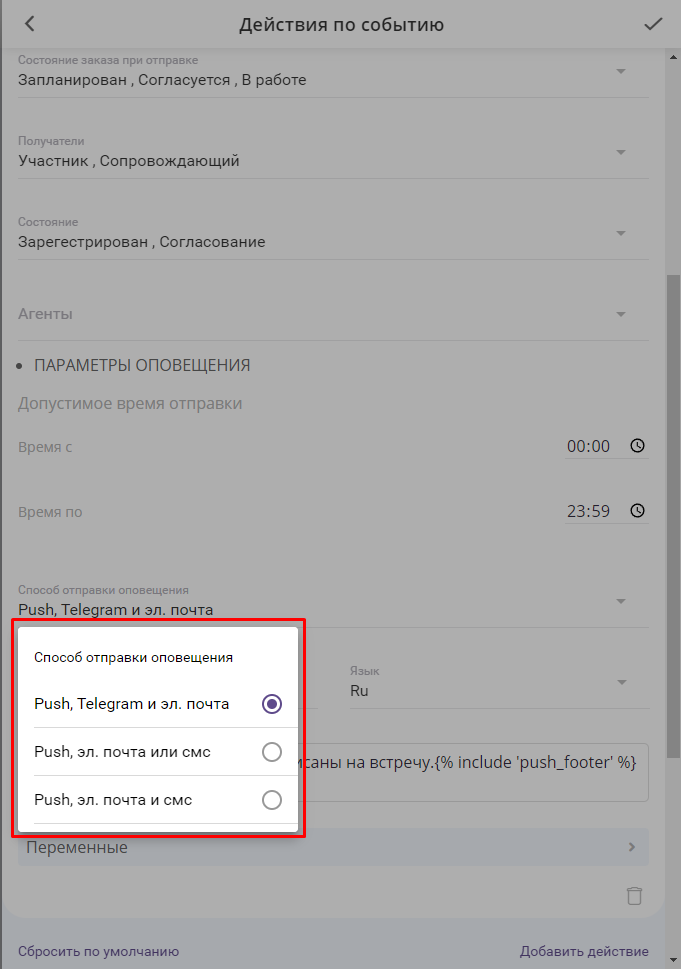 Действия по событию
Состояние заказа при отправке
Запланирован , Согласуется , В работе
Получатели
Участник , Сопровождающий
Состояние
Зарегестрирован , Согласование
Агенты
ПАРАМЕТРЫ ОПОВЕЩЕНИЯ
Допустимое время отправки
Время с 00:00
Время по 23:59
Способ отправки оповещения
Push, Telegram и эл. почта
Способ отправки оповещения
Push, Telegram и эл. почта
Push, эл. почта или смс
Push, эл. почта и смс
Язык
Ru
на встречу.{% include 'push_footer' %}
Переменные
Сбросить по умолчанию
Добавить действие